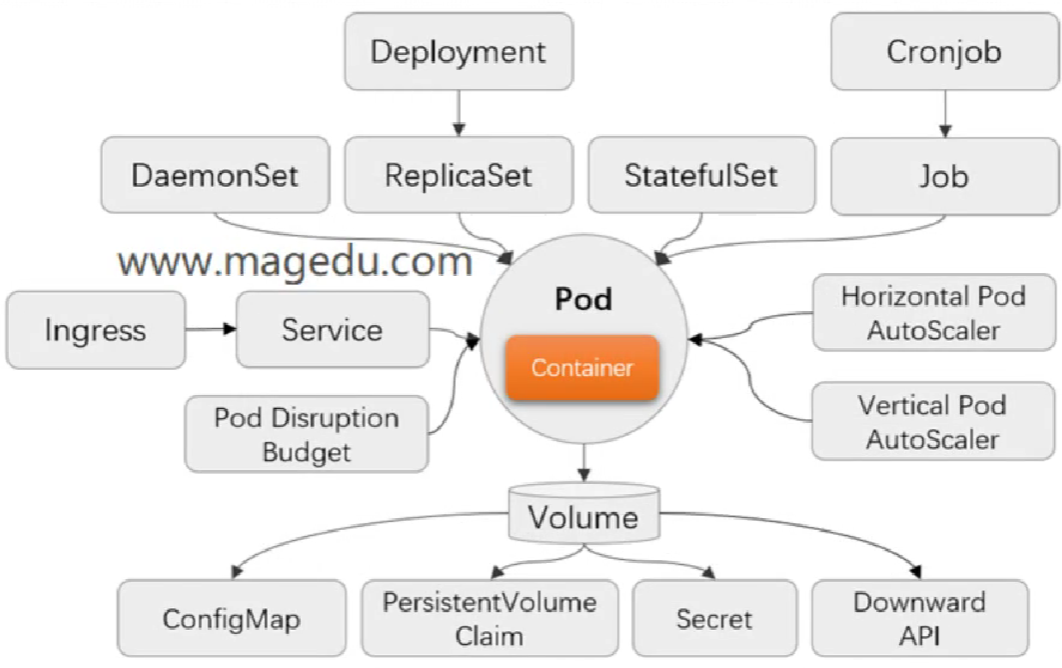 Deployment
Cronjob
DaemonSet
ReplicaSet
StatefulSet
Job
www.magedu.com
Pod
Container
Ingress
Service
Horizontal Pod
AutoScaler
Pod Disruption
Budget
Vertical Pod
AutoScaler
Volume
ConfigMap
PersistentVolume
Claim
Secret
Downward
API